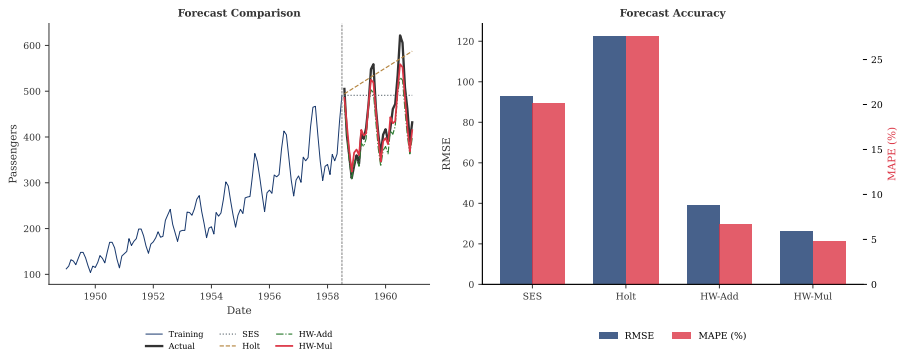 Forecast Comparison
Passengers
600
500
400
300
200
100
1950
1952
1954
1956
1958
1960
Date
Training
Actual
SES
Holt
HW-Add
HW-Mul
Forecast Accuracy
RMSE
120
100
80
60
40
20
0
SES
Holt
HW-Add
HW-Mul
25
20
15
10
5
0
MAPE (%)
RMSE
MAPE (%)